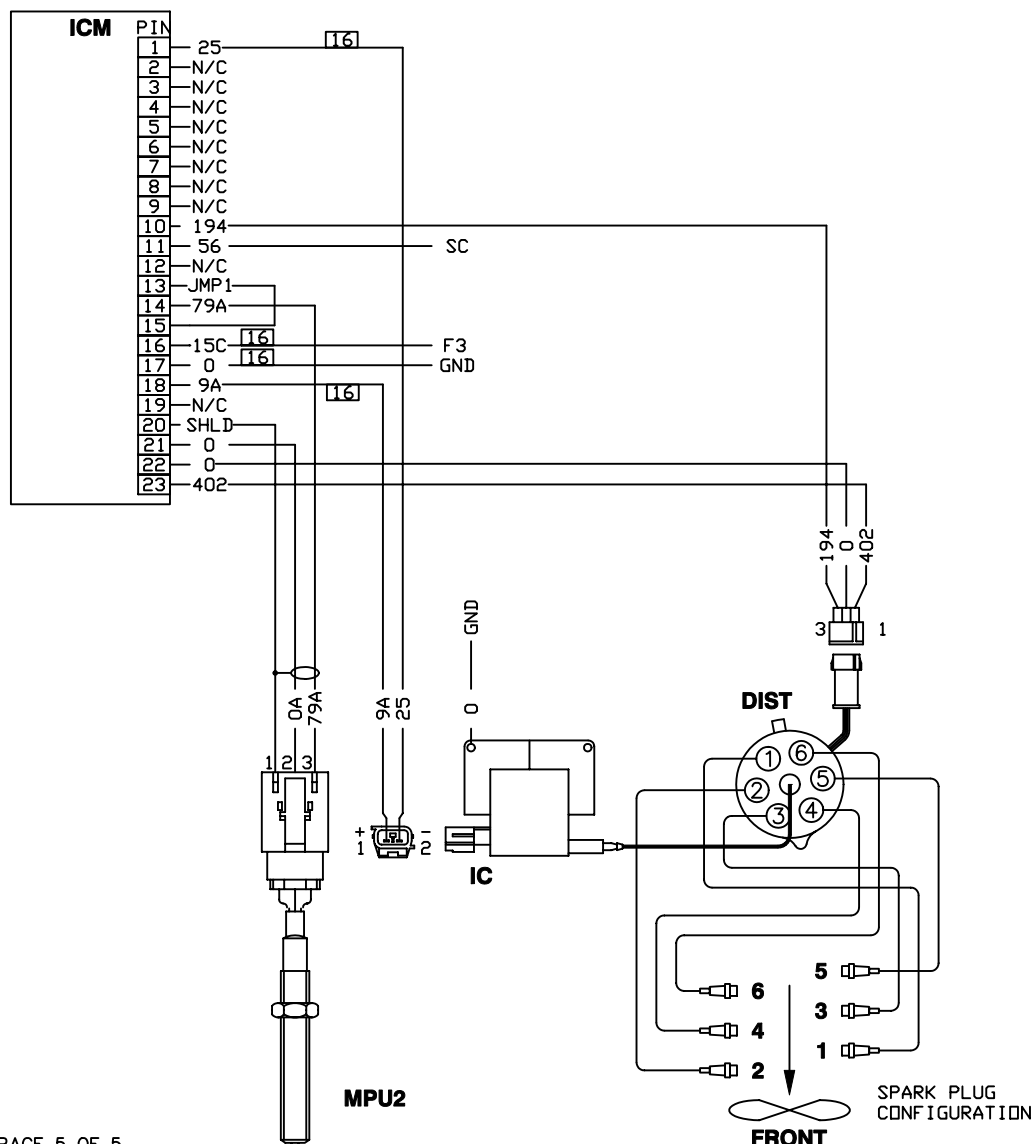 ICM PIN
1 25 16
2 N/C
3 N/C
4 N/C
5 N/C
6 N/C
7 N/C
8 N/C
9 N/C
10 194
11 56 SC
12 N/C
13 JMP1
14 79A
15
16 15C 16 F3
17 0 16 GND
18 9A 16
19 N/C
20 SHLD
21 0
22 0
23 402
194 0 402
3 1
GND
0
0A 79A 9A 25
DIST
1 2 3
1 6
2 5
3 4
+ -
1 2
IC
5
6
3
4
1
2
MPU2
SPARK PLUG
CONFIGURATION
FRONT
PAGE 5 OF 5